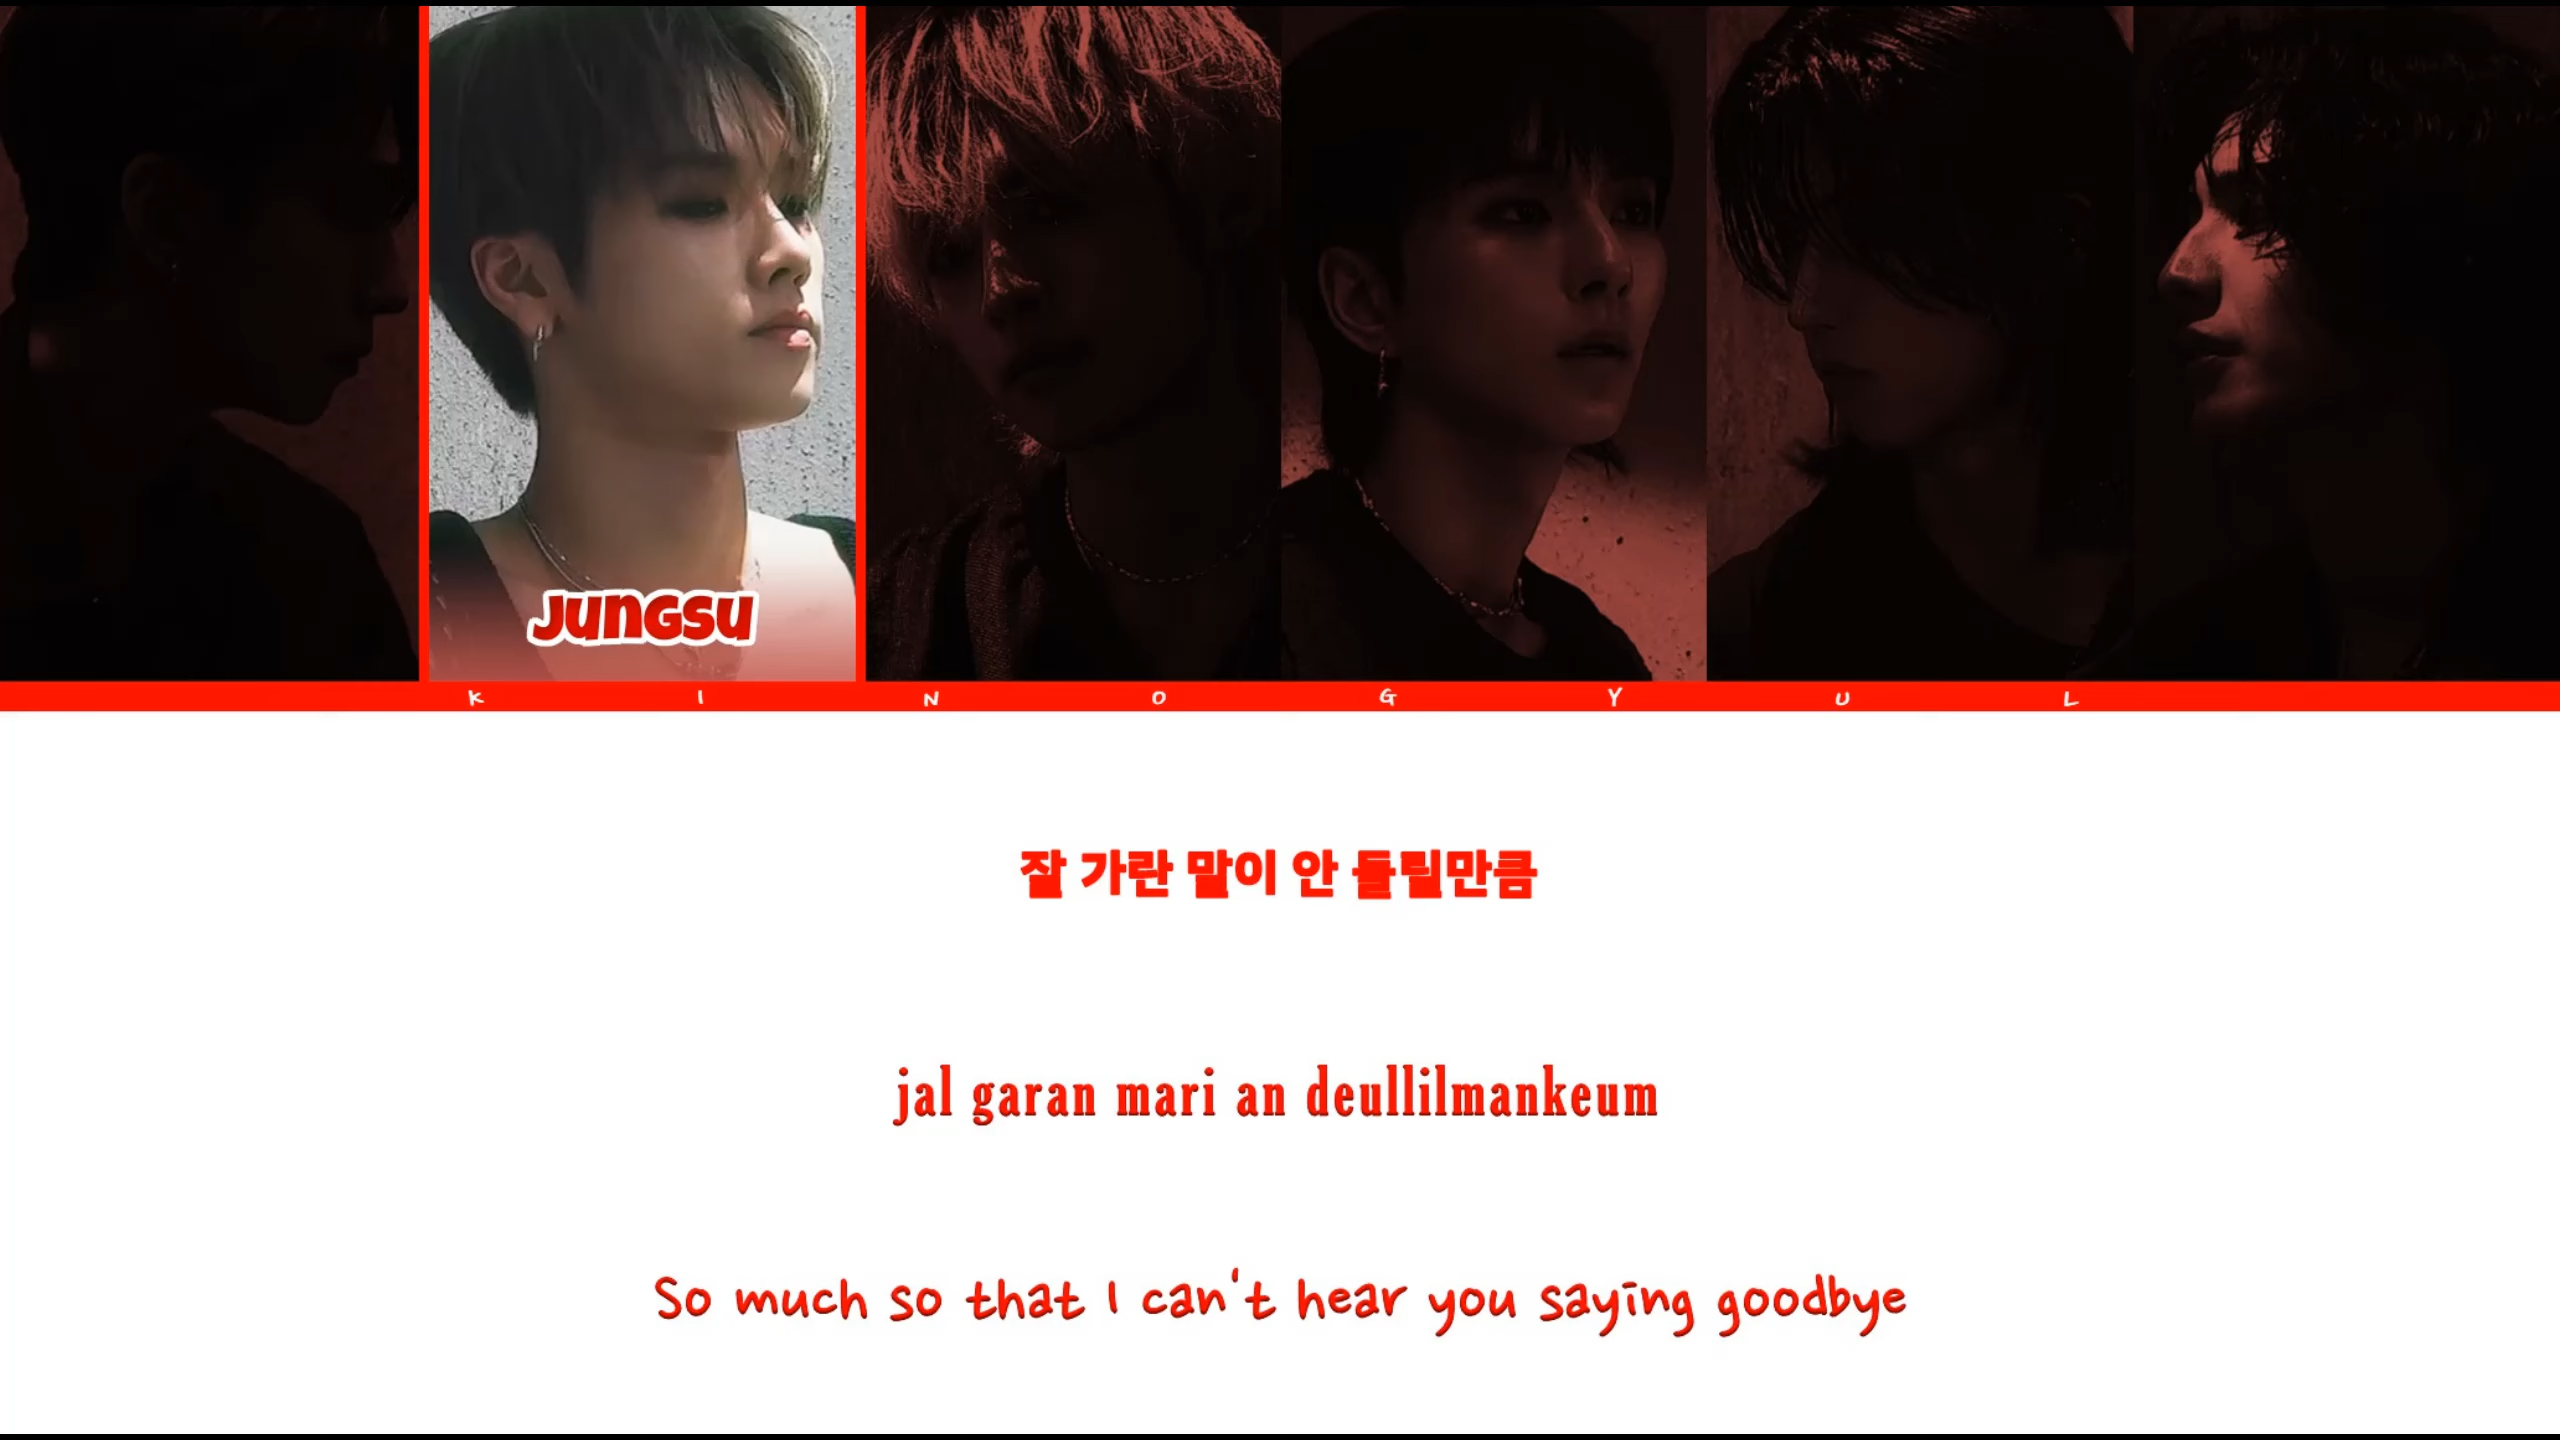 JUNGSU
K I N O G Y U L
잘 가란 말이 안 들릴만큼
jal garan mari an deullilmankeum
So much so that I can't hear you saying goodbye